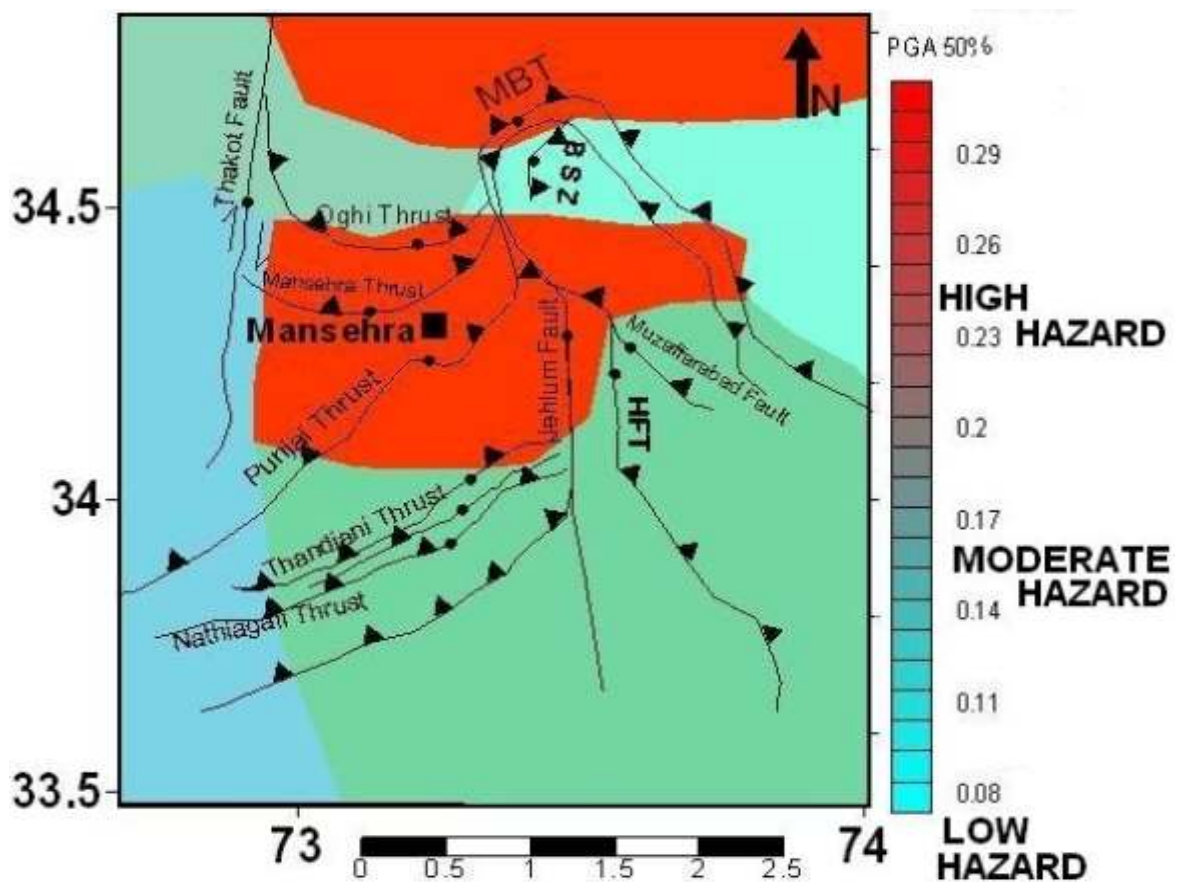 PGA 50%
MBT
N
Thakot Fault
BSZ
0.29
34.5
Oghi Thrust
0.26
Mansehra Thrust
HIGH
HAZARD
0.23
Mansehra
Jehlum Fault
Muzaffarabad Fault
Punjal Thrust
HFT
0.2
34
Thandiani Thrust
0.17
MODERATE
HAZARD
Nathiagali Thrust
0.14
0.11
33.5
0.08
LOW
HAZARD
73
74
0 0.5 1 1.5 2 2.5